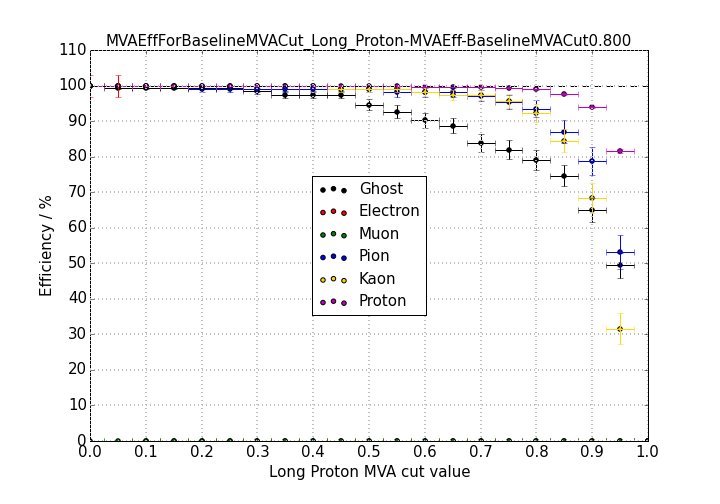 MVAEffForBaselineMVACut_Long_Proton-MVAEff-BaselineMVACut0.800
110
100
90
80
70
60
50
40
30
20
10
0
Efficiency / %
Ghost
Electron
Muon
Pion
Kaon
Proton
0.0 0.1 0.2 0.3 0.4 0.5 0.6 0.7 0.8 0.9 1.0
Long Proton MVA cut value